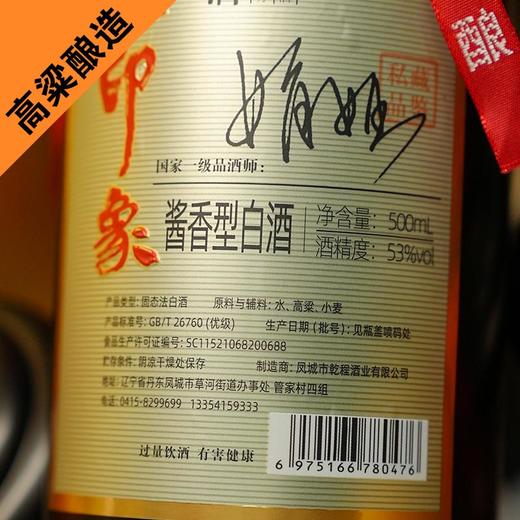 高粱酿造
酿
印象
私藏
品鉴
国家一级品酒师：
酱香型白酒
净含量：500mL
酒精度：53%vol
产品类型：固态法白酒 原料与辅料：水、高粱、小麦
产品标准号：GB/T 26760 (优级) 生产日期 (批号)：见瓶盖喷码处
食品生产许可证编号：SC11521068200688
贮存条件：阴凉干燥处保存 制造商：凤城市乾程酒业有限公司
地址：辽宁省丹东凤城市草河街道办事处 管家村四组
电话：0415-8299699 13354159333
过量饮酒 有害健康
6 975166 780476